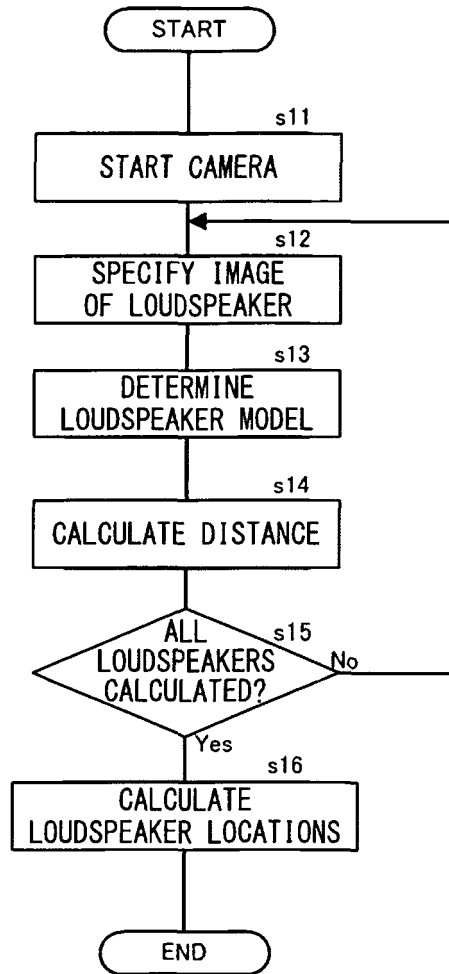 START
s11
START CAMERA
s12
SPECIFY IMAGE
OF LOUDSPEAKER
s13
DETERMINE
LOUDSPEAKER MODEL
s14
CALCULATE DISTANCE
s15
ALL
LOUDSPEAKERS
CALCULATED?
No
Yes
s16
CALCULATE
LOUDSPEAKER LOCATIONS
END